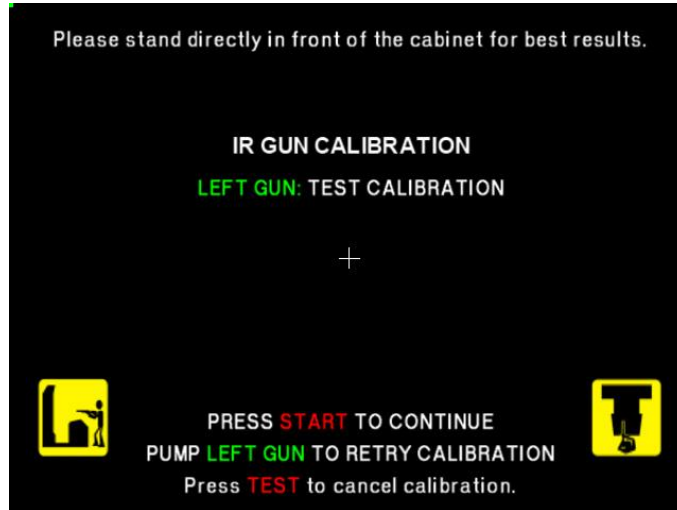 Please stand directly in front of the cabinet for best results.
IR GUN CALIBRATION
LEFT GUN: TEST CALIBRATION
PRESS START TO CONTINUE
PUMP LEFT GUN TO RETRY CALIBRATION
Press TEST to cancel calibration.